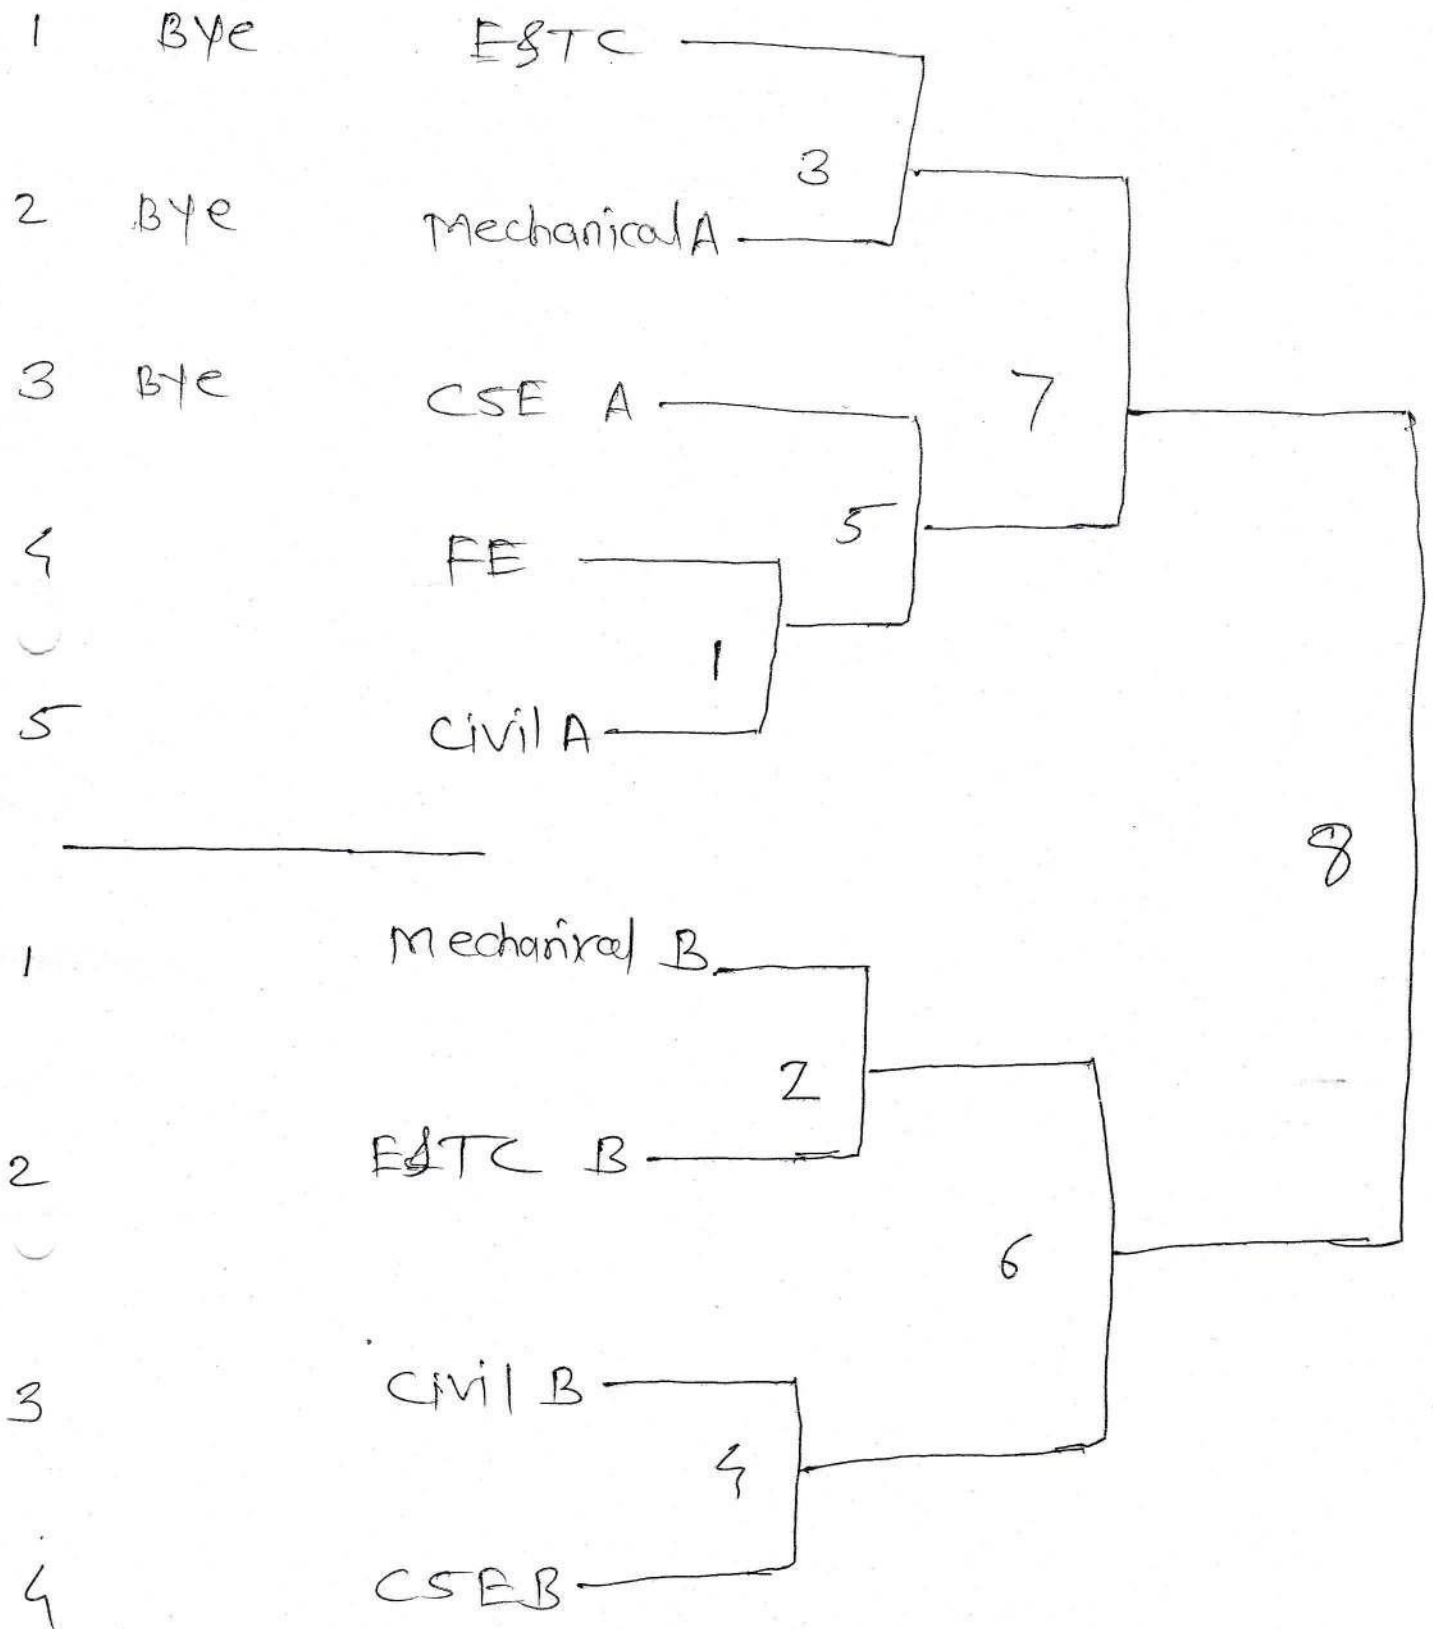 1 Bye E&TC
3
2 Bye Mechanical A
3 Bye CSE A
7
5
4 FE
1
5 Civil A
8
1 Mechanical B
2
2 E&TC B
6
3 Civil B
4
4 CSE B